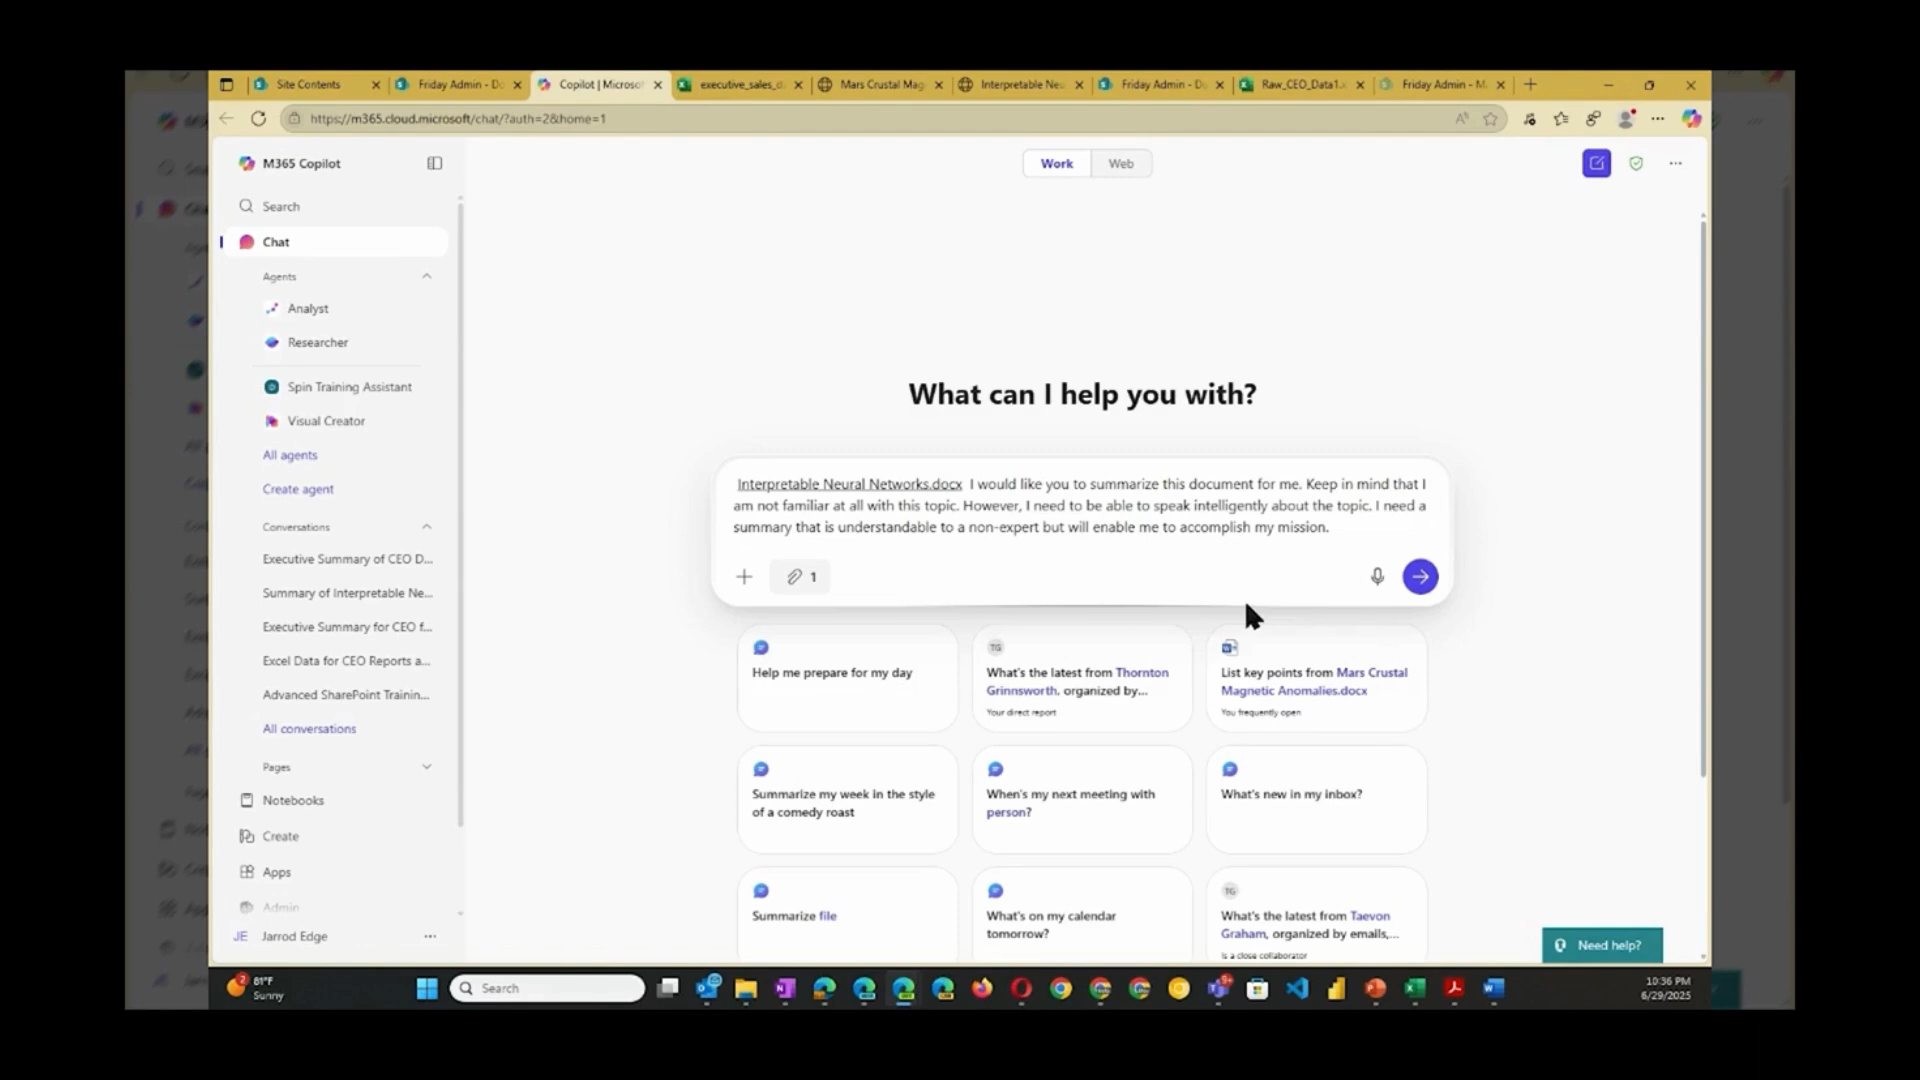 Site Contents
Friday Admin - Do
Copilot | Microsof
executive_sales_d
Mars Crustal Mag
Interpretable Neu
Friday Admin - D
Raw_CEO_Data1.x
Friday Admin - M
https://m365.cloud.microsoft/chat/?auth=2&home=1
M365 Copilot
Work
Web
Search
Chat
Agents
Analyst
Researcher
Spin Training Assistant
Visual Creator
All agents
Create agent
Conversations
Executive Summary of CEO D...
Summary of Interpretable Ne...
Executive Summary for CEO f...
Excel Data for CEO Reports a...
Advanced SharePoint Trainin...
All conversations
Pages
Notebooks
Create
Apps
Admin
JE Jarrod Edge
What can I help you with?
Interpretable Neural Networks.docx I would like you to summarize this document for me. Keep in mind that I
am not familiar at all with this topic. However, I need to be able to speak intelligently about the topic. I need a
summary that is understandable to a non-expert but will enable me to accomplish my mission.
1
Help me prepare for my day
TG
What's the latest from Thornton
Grinnsworth, organized by...
Your direct report
List key points from Mars Crustal
Magnetic Anomalies.docx
You frequently open
Summarize my week in the style
of a comedy roast
When's my next meeting with
person?
What's new in my inbox?
Summarize file
What's on my calendar
tomorrow?
TG
What's the latest from Taevon
Graham, organized by emails,...
Is a close collaborator
Need help?
2
81°F
Sunny
Search
10:36 PM
6/29/2025